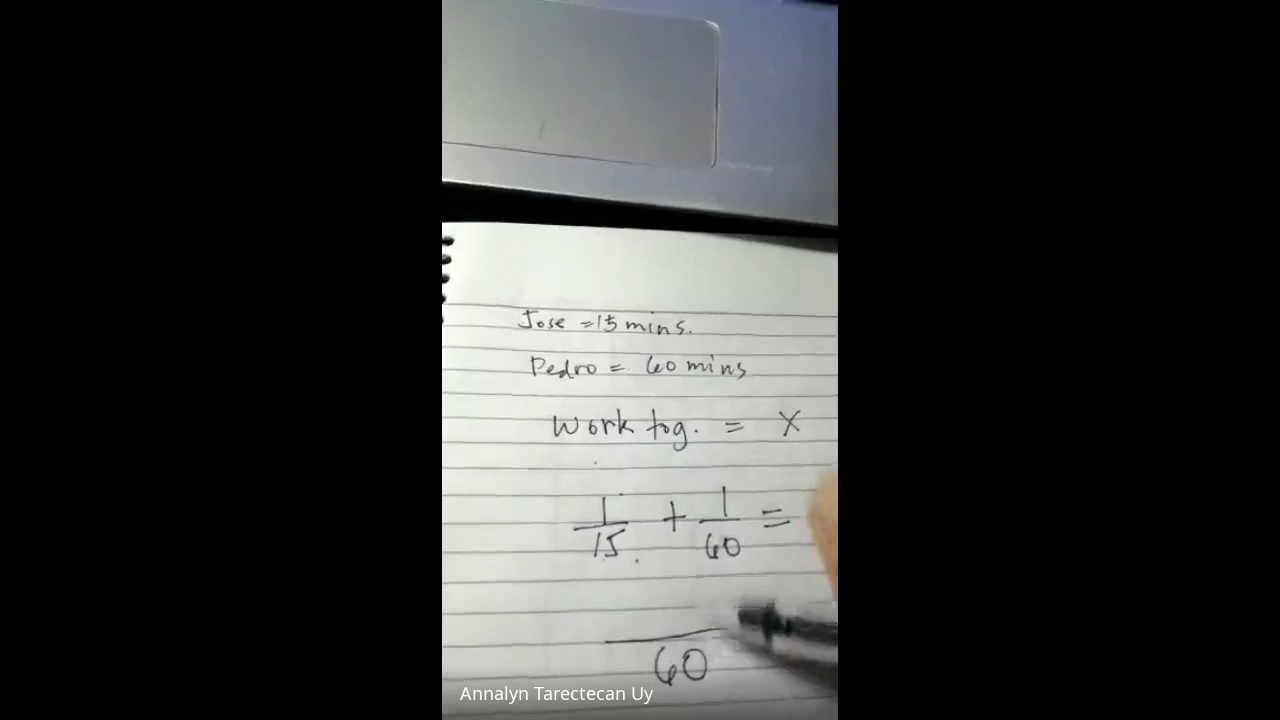 Jose = 15 mins.
Pedro = 60 mins
Work tog. = X
1/15 + 1/60 =
/60
Annalyn Tarectecan Uy